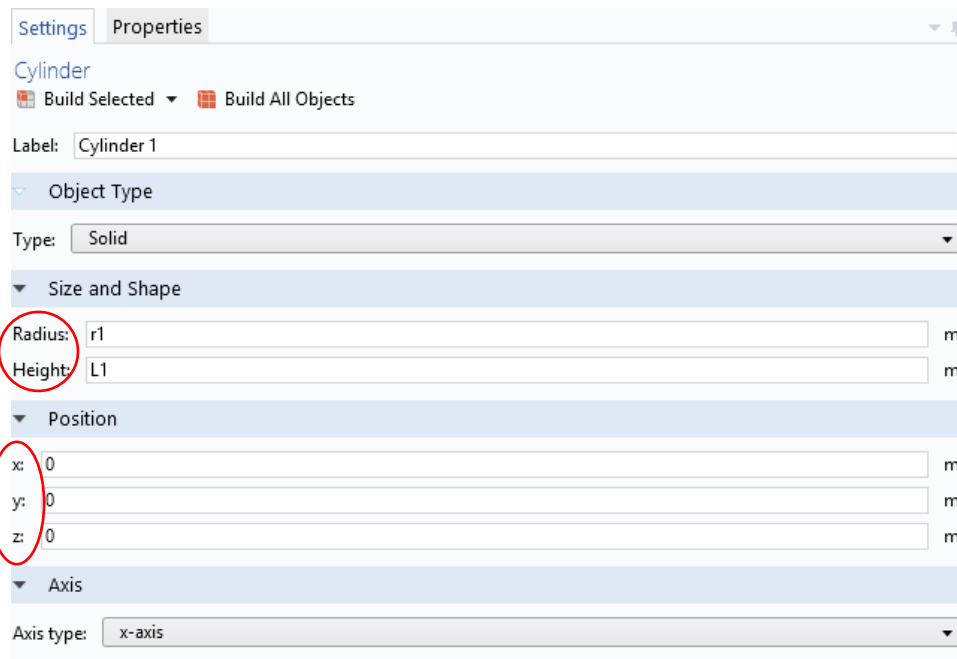 Settings Properties
Cylinder
Build Selected Build All Objects
Label: Cylinder 1
Object Type
Type: Solid
Size and Shape
Radius: r1 m
Height: L1 m
Position
x: 0 m
y: 0 m
z: 0 m
Axis
Axis type: x-axis